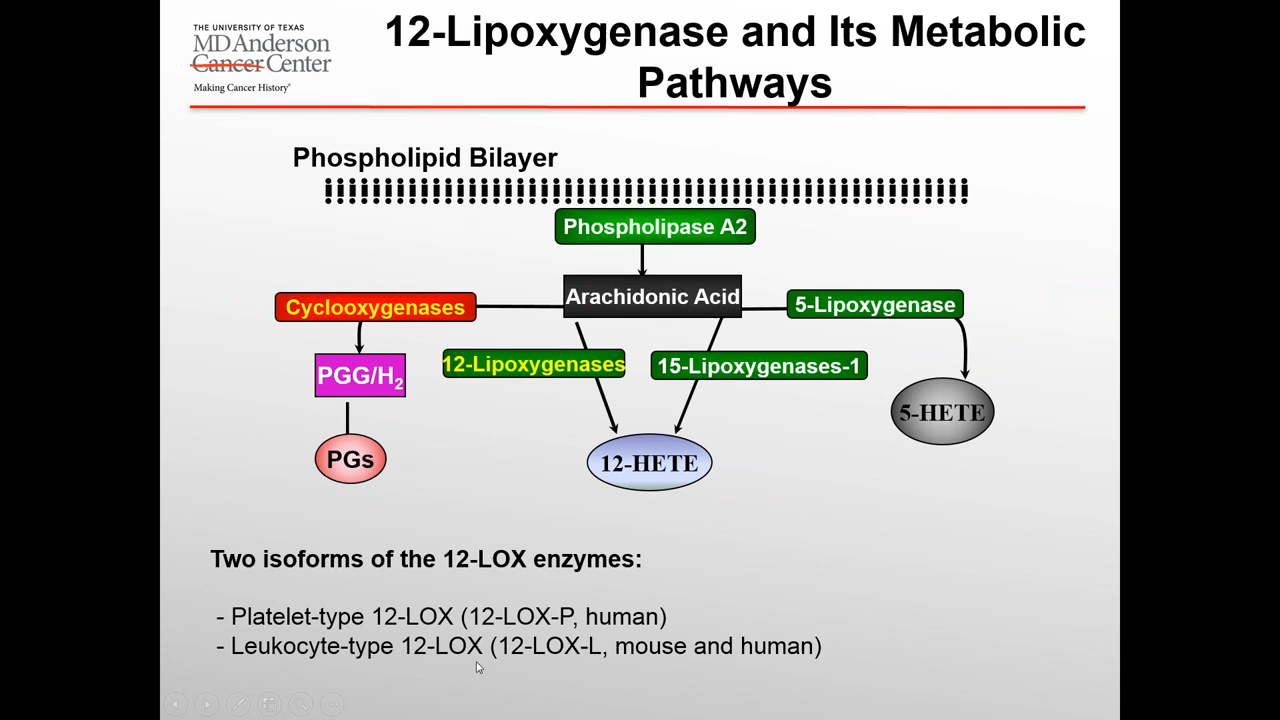 THE UNIVERSITY OF TEXAS
MD Anderson
Cancer Center
Making Cancer History®
12-Lipoxygenase and Its Metabolic
Pathways
Phospholipid Bilayer
Phospholipase A2
Arachidonic Acid
Cyclooxygenases
5-Lipoxygenase
12-Lipoxygenases
15-Lipoxygenases-1
PGG/H₂
5-HETE
PGs
12-HETE
Two isoforms of the 12-LOX enzymes:
- Platelet-type 12-LOX (12-LOX-P, human)
- Leukocyte-type 12-LOX (12-LOX-L, mouse and human)